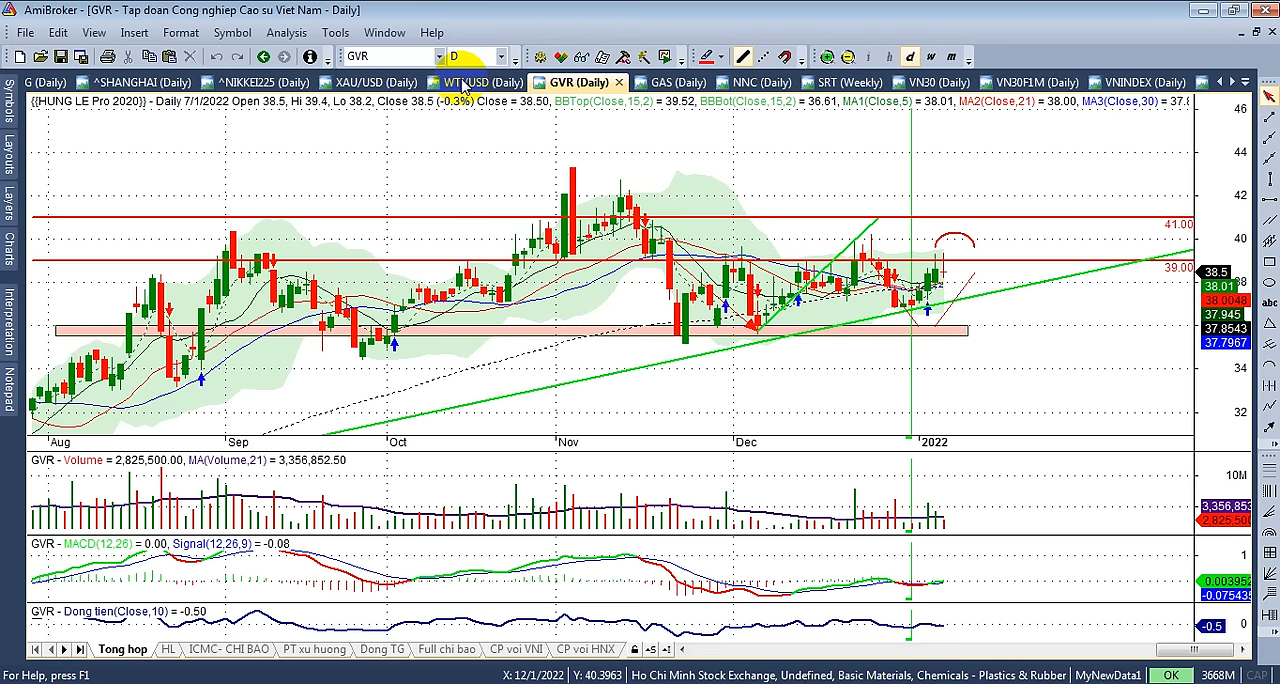 AmiBroker - [GVR - Tap doan Cong nghiep Cao su Viet Nam - Daily]
File Edit View Insert Format Symbol Analysis Tools Window Help
GVR D i h d w m
G (Daily) ^SHANGHAI (Daily) ^NIKKEI225 (Daily) XAU/USD (Daily) WTKUSD (Daily) GVR (Daily) GAS (Daily) NNC (Daily) SRT (Weekly) VN30 (Daily) VN30F1M (Daily) VNINDEX (Daily)
{{HUNG LE Pro 2020}} - Daily 7/1/2022 Open 38.5, Hi 39.4, Lo 38.2, Close 38.5 (-0.3%) Close = 38.50, BBTop(Close,15,2) = 39.52, BBBot(Close,15,2) = 36.61, MA1(Close,5) = 38.01, MA2(Close,21) = 38.00, MA3(Close,30) = 37.8
Symbols
Layouts
Layers
Charts
Interpretation
Notepad
46
44
42
41.00
40
39.00
38.5
38
38.01
38.0048
37.945
37.8543
37.7967
34
32
abc
Aug Sep Oct Nov Dec 2022
GVR - Volume = 2,825,500.00, MA(Volume,21) = 3,356,852.50
10M
3,356,853
2,825,500
GVR - MACD(12,26) = 0.00, Signal(12,26,9) = -0.08
1
0.003952
-0.075435
GVR - Dong tien(Close,10) = -0.50
-0.5 0
Tong hop HL ICMC- CHI BAO PT xu huong Dong TG Full chi bao CP voi VNI CP voi HNX
For Help, press F1 X: 12/1/2022 Y: 40.3963 Ho Chi Minh Stock Exchange, Undefined, Basic Materials, Chemicals - Plastics & Rubber MyNewData1 OK 3668M CAP